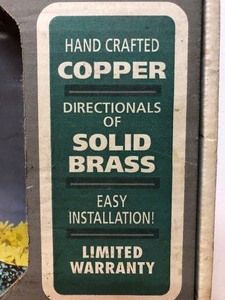 HAND CRAFTED
COPPER
DIRECTIONALS
OF
SOLID
BRASS
EASY
INSTALLATION!
LIMITED
WARRANTY